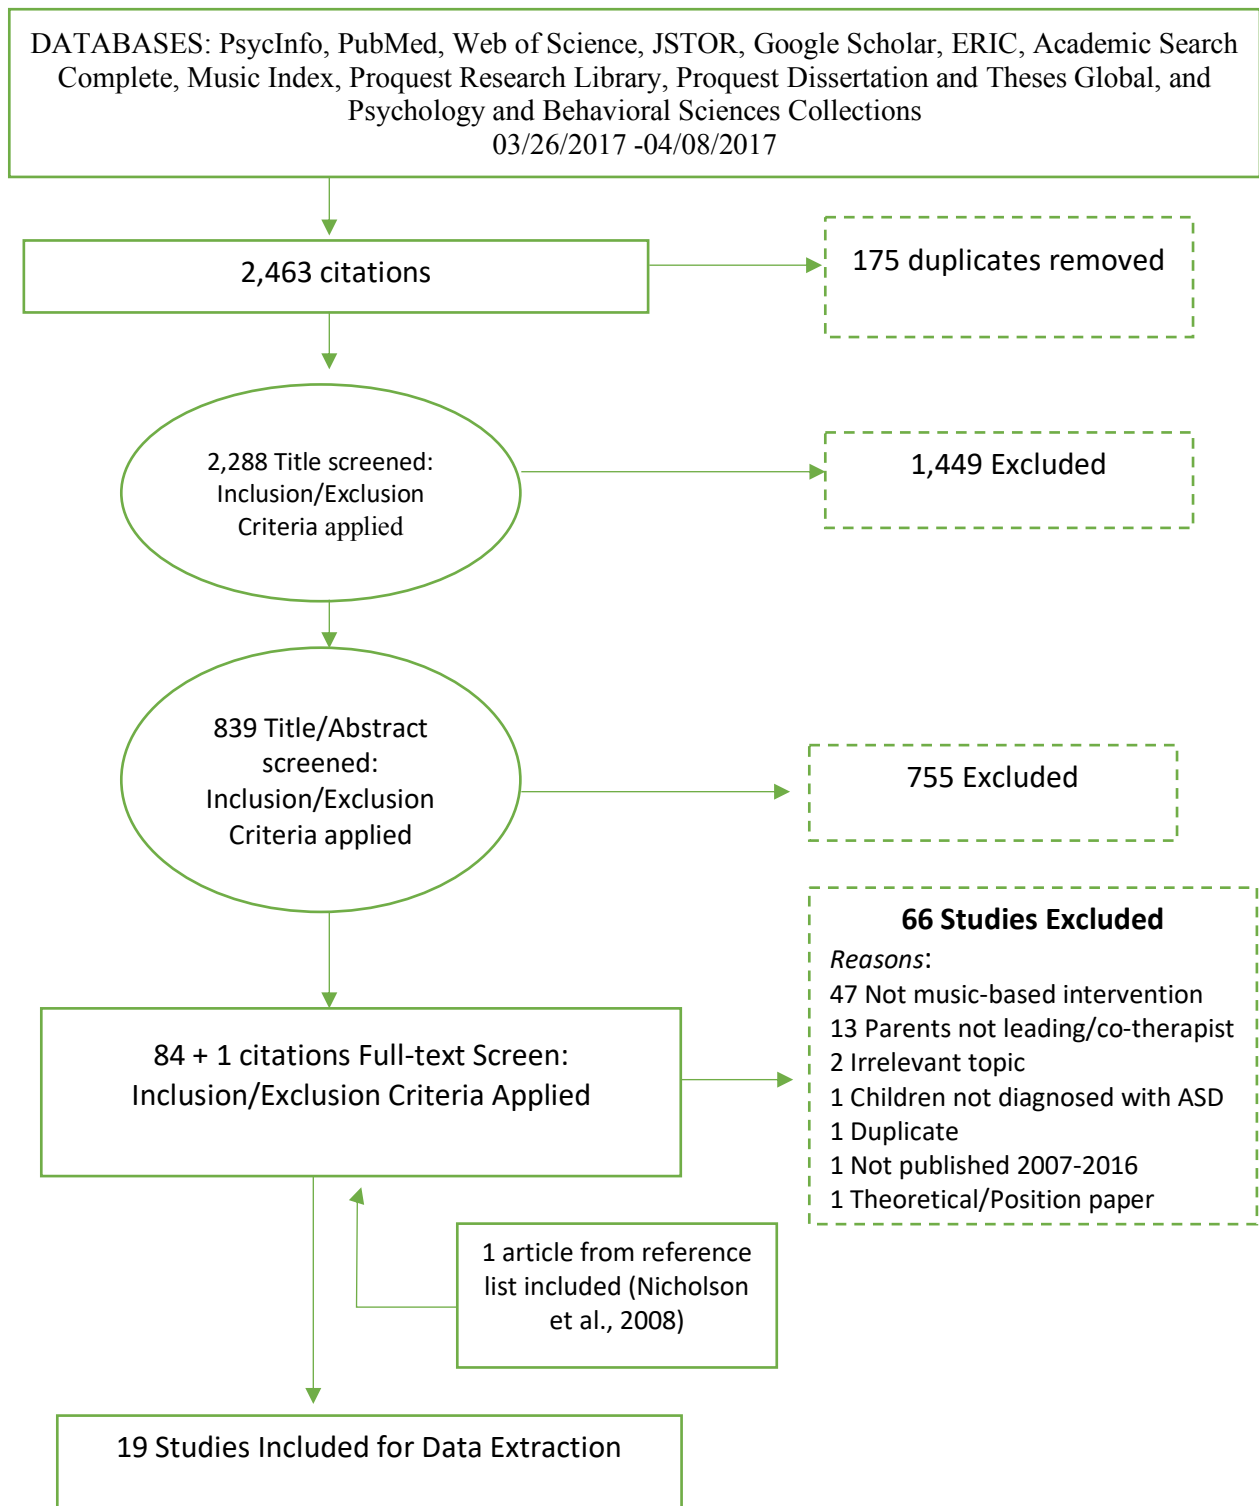 DATABASES: PsycInfo, PubMed, Web of Science, JSTOR, Google Scholar, ERIC, Academic Search
Complete, Music Index, Proquest Research Library, Proquest Dissertation and Theses Global, and
Psychology and Behavioral Sciences Collections
03/26/2017 -04/08/2017
2,463 citations
175 duplicates removed
2,288 Title screened:
Inclusion/Exclusion
Criteria applied
1,449 Excluded
839 Title/Abstract
screened:
Inclusion/Exclusion
Criteria applied
755 Excluded
84 + 1 citations Full-text Screen:
Inclusion/Exclusion Criteria Applied
66 Studies Excluded
Reasons:
47 Not music-based intervention
13 Parents not leading/co-therapist
2 Irrelevant topic
1 Children not diagnosed with ASD
1 Duplicate
1 Not published 2007-2016
1 Theoretical/Position paper
1 article from reference
list included (Nicholson
et al., 2008)
19 Studies Included for Data Extraction